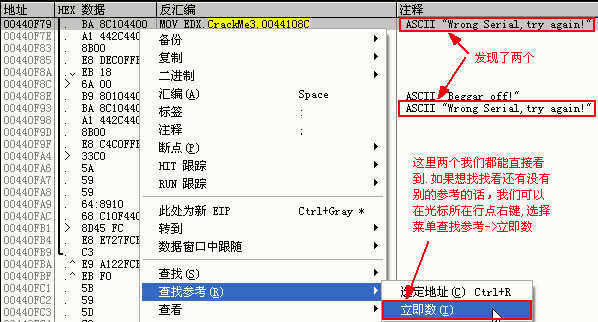 地址 HEX 数据 反汇编 注释
00440F79 . BA 8C104400 MOV EDX,CrackMe3.0044108C ASCII "Wrong Serial,try again!"
00440F7E . A1 442C44
00440F83 . 8B00
00440F85 . E8 DEC0FF
00440F8A .ˇ EB 18
00440F8C > 6A 00
00440F8E . B9 801044 ASCII "Beggar off!"
00440F93 . BA 8C1044 ASCII "Wrong Serial,try again!"
00440F98 . A1 442C44
00440F9D . 8B00
00440F9F . E8 C4C0FF
00440FA4 > 33C0
00440FA6 . 5A
00440FA7 . 59
00440FA8 . 59
00440FA9 . 64:8910
00440FAC . 68 C10F44
00440FB1 > 8D45 FC
00440FB4 . E8 E727FC
00440FB9 . C3
00440FBA .^ E9 A122FC
00440FBF .^ EB F0
00440FC1 . 5B
00440FC2 . 59
00440FC3 . 5D
备份
复制
二进制
汇编(A) Space
标签 :
注释 ;
断点(P)
HIT 跟踪
RUN 跟踪
此处为新 EIP Ctrl+Gray *
转到
数据窗口中跟随
查找(S)
查找参考(R)
查看
选定地址(C) Ctrl+R
立即数(I)
发现了两个
这里两个我们都能直接看
到.如果想找找看还有没有
别的参考的话，我们可以
在光标所在行点右键,选择
菜单查找参考->立即数